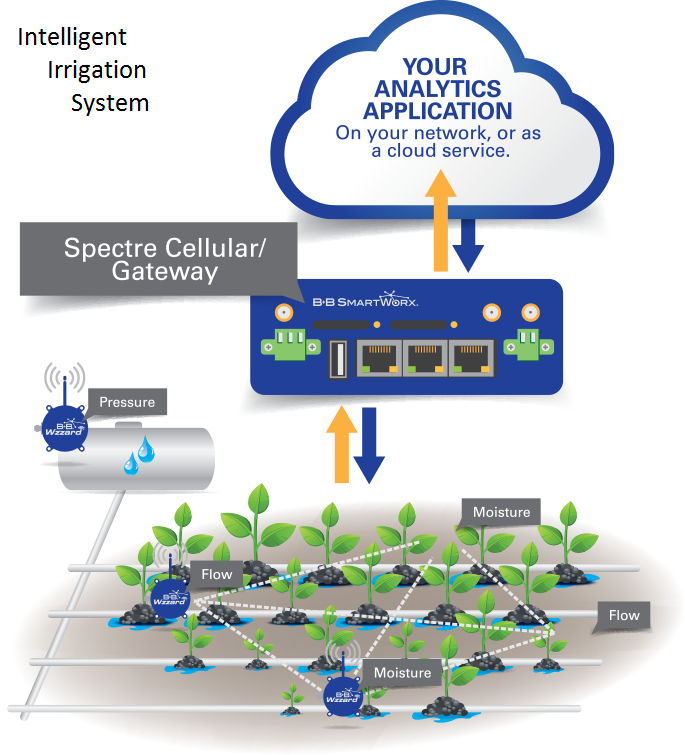 Intelligent
Irrigation
System
YOUR
ANALYTICS
APPLICATION
On your network, or as
a cloud service.
Spectre Cellular/
Gateway
B+B SMARTWORX.
Pressure
B+B
Wzzard
Moisture
Flow
B+B
Wzzard
Flow
Moisture
B+B
Wzzard